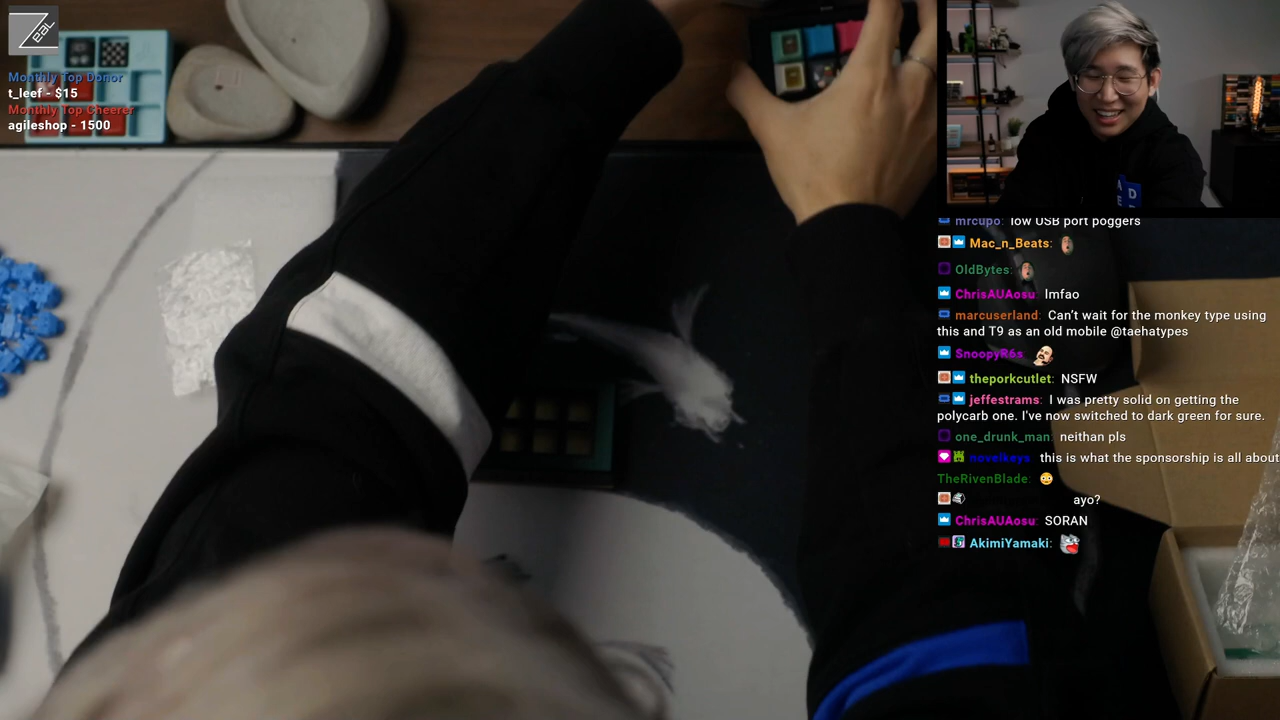 Zeal
Monthly Top Donor
t_leef - $15
Monthly Top Cheerer
agileshop - 1500
A D
mrcupo: low USB port poggers
Mac_n_Beats:
OldBytes:
ChrisAUAosu: lmfao
marcuserland: Can't wait for the monkey type using
this and T9 as an old mobile @taehatypes
SnoopyR6s
theporkcutlet: NSFW
jeffestrams: I was pretty solid on getting the
polycarb one. I've now switched to dark green for sure.
one_drunk_man: neithan pls
novelkeys this is what the sponsorship is all about
TheRivenBlade:
ayo?
ChrisAUAosu: SORAN
AkimiYamaki: